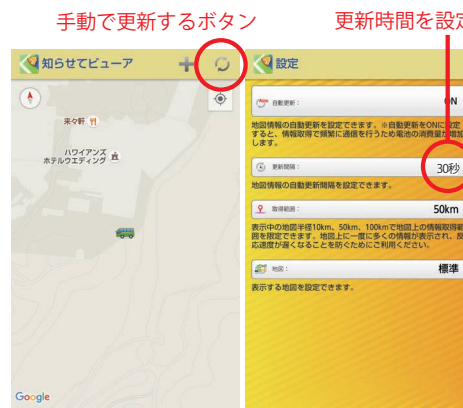 手動で更新するボタン
更新時間を設定
知らせてビューア
来々軒
ハワイアンズ
ホテルウエディング
Google
設定
自動更新：
ON
地図情報の自動更新を設定できます。※自動更新をONに設定
すると、情報取得で頻繁に通信を行うため電池の消費量が増加
します。
更新間隔：
30秒
地図情報の自動更新間隔を設定できます。
取得範囲：
50km
表示中の地図半径10km、50km、100kmで地図上の情報取得範
囲を限定できます。地図上に一度に多くの情報が表示され、反
応速度が遅くなることを防ぐためにご利用ください。
地図：
標準
表示する地図を設定できます。